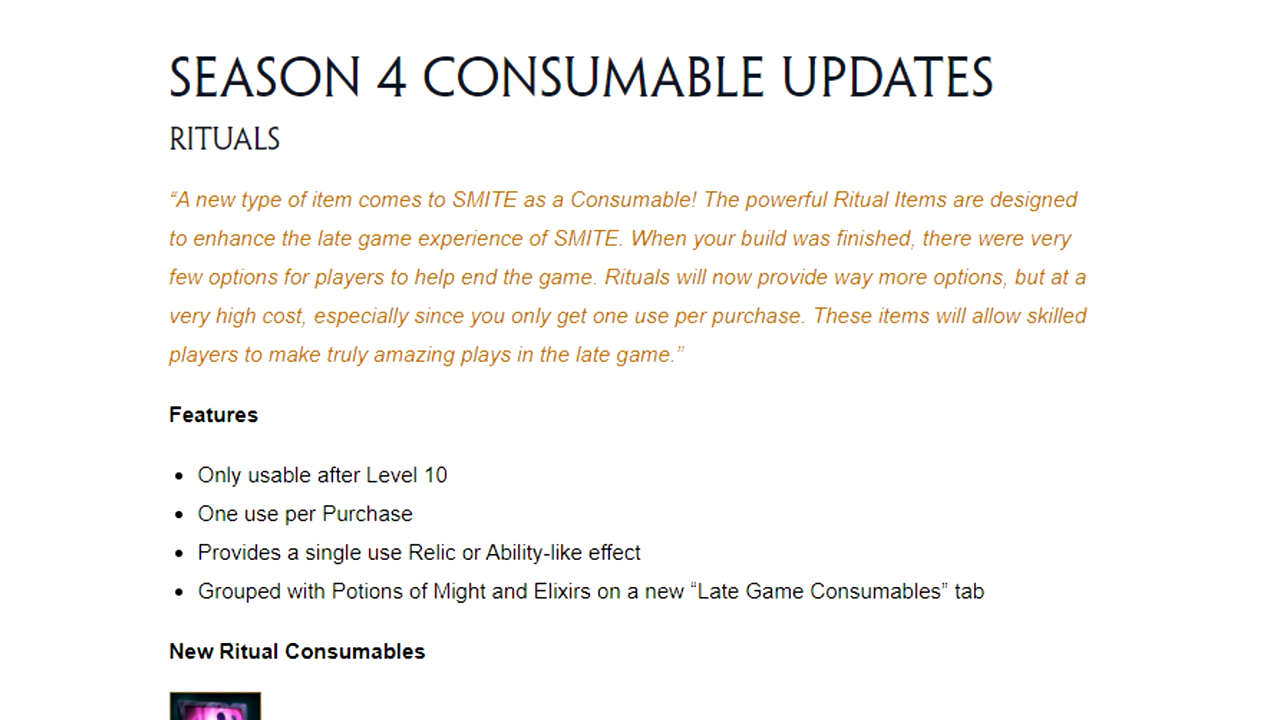 SEASON 4 CONSUMABLE UPDATES
RITUALS
“A new type of item comes to SMITE as a Consumable! The powerful Ritual Items are designed
to enhance the late game experience of SMITE. When your build was finished, there were very
few options for players to help end the game. Rituals will now provide way more options, but at a
very high cost, especially since you only get one use per purchase. These items will allow skilled
players to make truly amazing plays in the late game.”
Features
• Only usable after Level 10
• One use per Purchase
• Provides a single use Relic or Ability-like effect
• Grouped with Potions of Might and Elixirs on a new “Late Game Consumables” tab
New Ritual Consumables